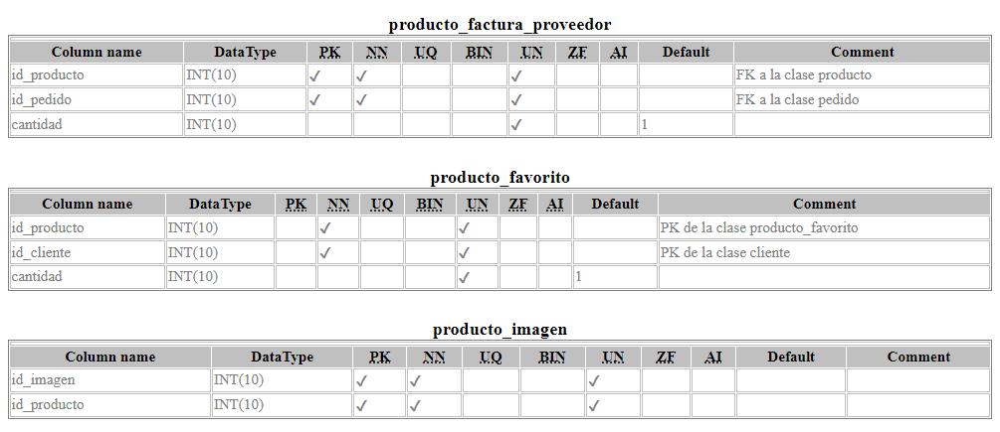 producto_factura_proveedor
Column name DataType PK NN UQ BIN UN ZF AI Default Comment
id_producto INT(10) ✓ ✓ ✓ FK a la clase producto
id_pedido INT(10) ✓ ✓ ✓ FK a la clase pedido
cantidad INT(10) ✓ 1
producto_favorito
Column name DataType PK NN UQ BIN UN ZF AI Default Comment
id_producto INT(10) ✓ ✓ PK de la clase producto_favorito
id_cliente INT(10) ✓ ✓ PK de la clase cliente
cantidad INT(10) ✓ 1
producto_imagen
Column name DataType PK NN UQ BIN UN ZF AI Default Comment
id_imagen INT(10) ✓ ✓ ✓
id_producto INT(10) ✓ ✓ ✓